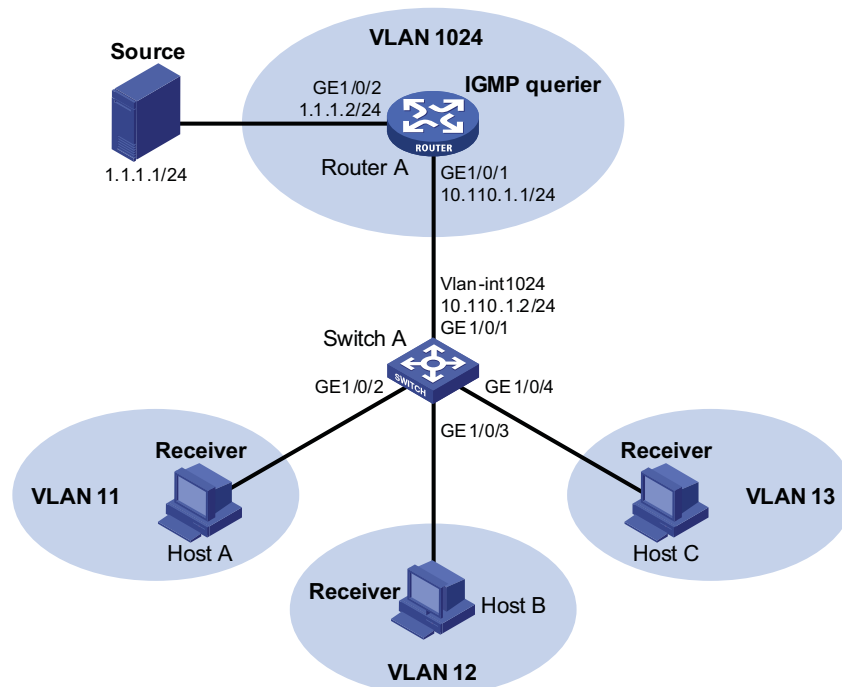 VLAN 1024
Source
IGMP querier
GE1/0/2
1.1.1.2/24
ROUTER
1.1.1.1/24
Router A
GE1/0/1
10.110.1.1/24
Vlan-int1024
10.110.1.2/24
GE1/0/1
Switch A
SWITCH
GE1/0/2
GE1/0/4
GE1/0/3
Receiver
VLAN 11
Host A
Receiver
VLAN 13
Host C
Receiver
Host B
VLAN 12